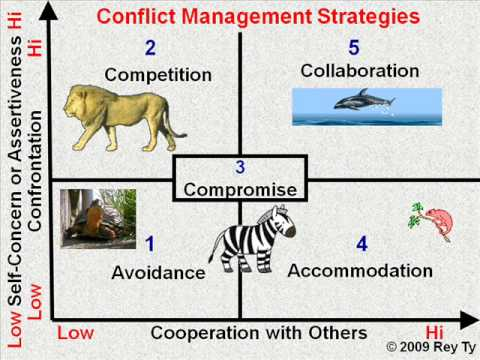 Conflict Management Strategies
2
Competition
5
Collaboration
3
Compromise
1
Avoidance
4
Accommodation
Low Self-Concern or Assertiveness Hi
Low Confrontation Hi
Low Cooperation with Others Hi
© 2009 Rey Ty